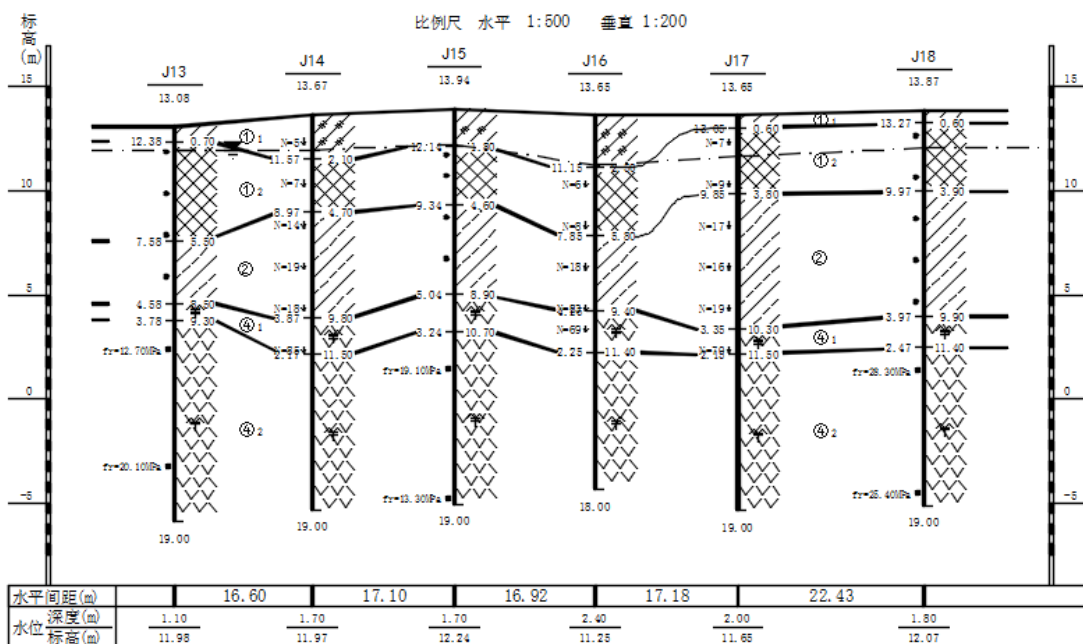 比例尺 水平 1:500 垂直 1:200
标高(m)
J13 J14 J15 J16 J17 J18
13.08 13.67 13.94 13.65 13.65 13.87
15 15
12.38 0.70 ①1 N=5 11.57 2.10 1.80 11.15 13.05 0.60 ①1 13.27 0.60
N=7 ①2
10 ①2 N=7 N=9 10
8.97 4.70 9.34 4.60 9.85 3.80 9.97 3.90
7.58 5.50 N=14 7.85 5.80 N=17
② N=19 N=18 N=16 ②
5 5
4.58 8.50 N=18 5.04 8.90 9.40 N=19
3.78 9.30 ④1 3.87 9.80 3.24 10.70 N=69 3.35 10.30 ④1 3.97 9.90
fr=12.70MPa 11.50 2.25 11.40 11.50 2.47 11.40
fr=19.10MPa fr=28.30MPa
0 0
④2 ④2
fr=20.10MPa fr=13.30MPa fr=25.40MPa
-5 -5
19.00 19.00 19.00 18.00 19.00 19.00
水平间距(m) 16.60 17.10 16.92 17.18 22.43
水位 深度(m) 1.10 1.70 1.70 2.40 2.00 1.80
标高(m) 11.98 11.97 12.24 11.25 11.65 12.07